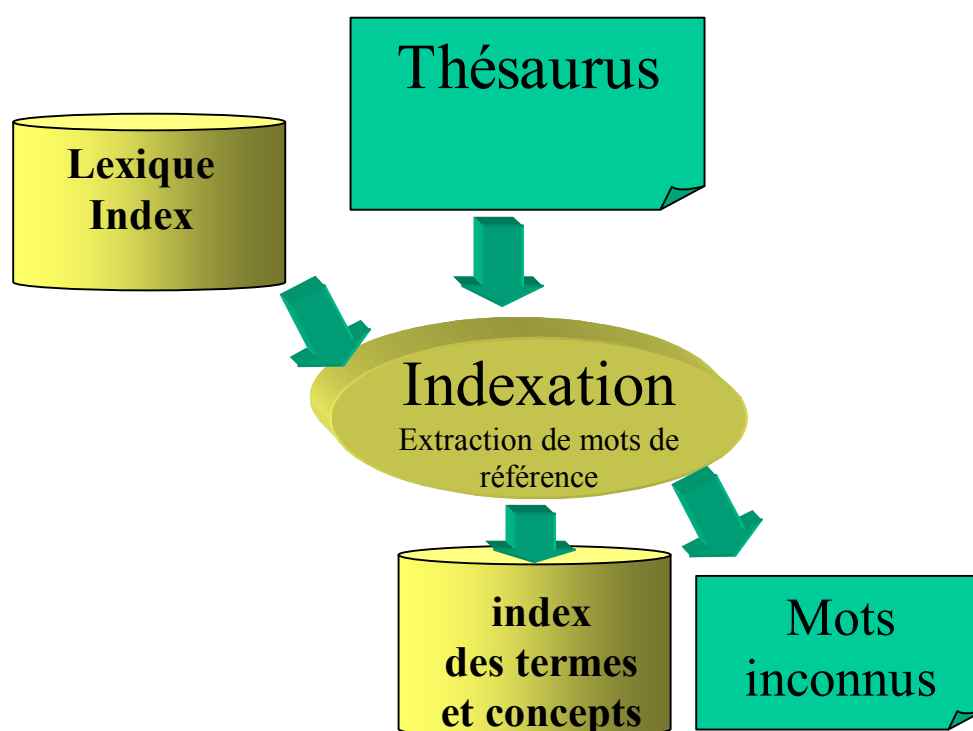 Thésaurus
Lexique
Index
Indexation
Extraction de mots de
référence
index
des termes
et concepts
Mots
inconnus